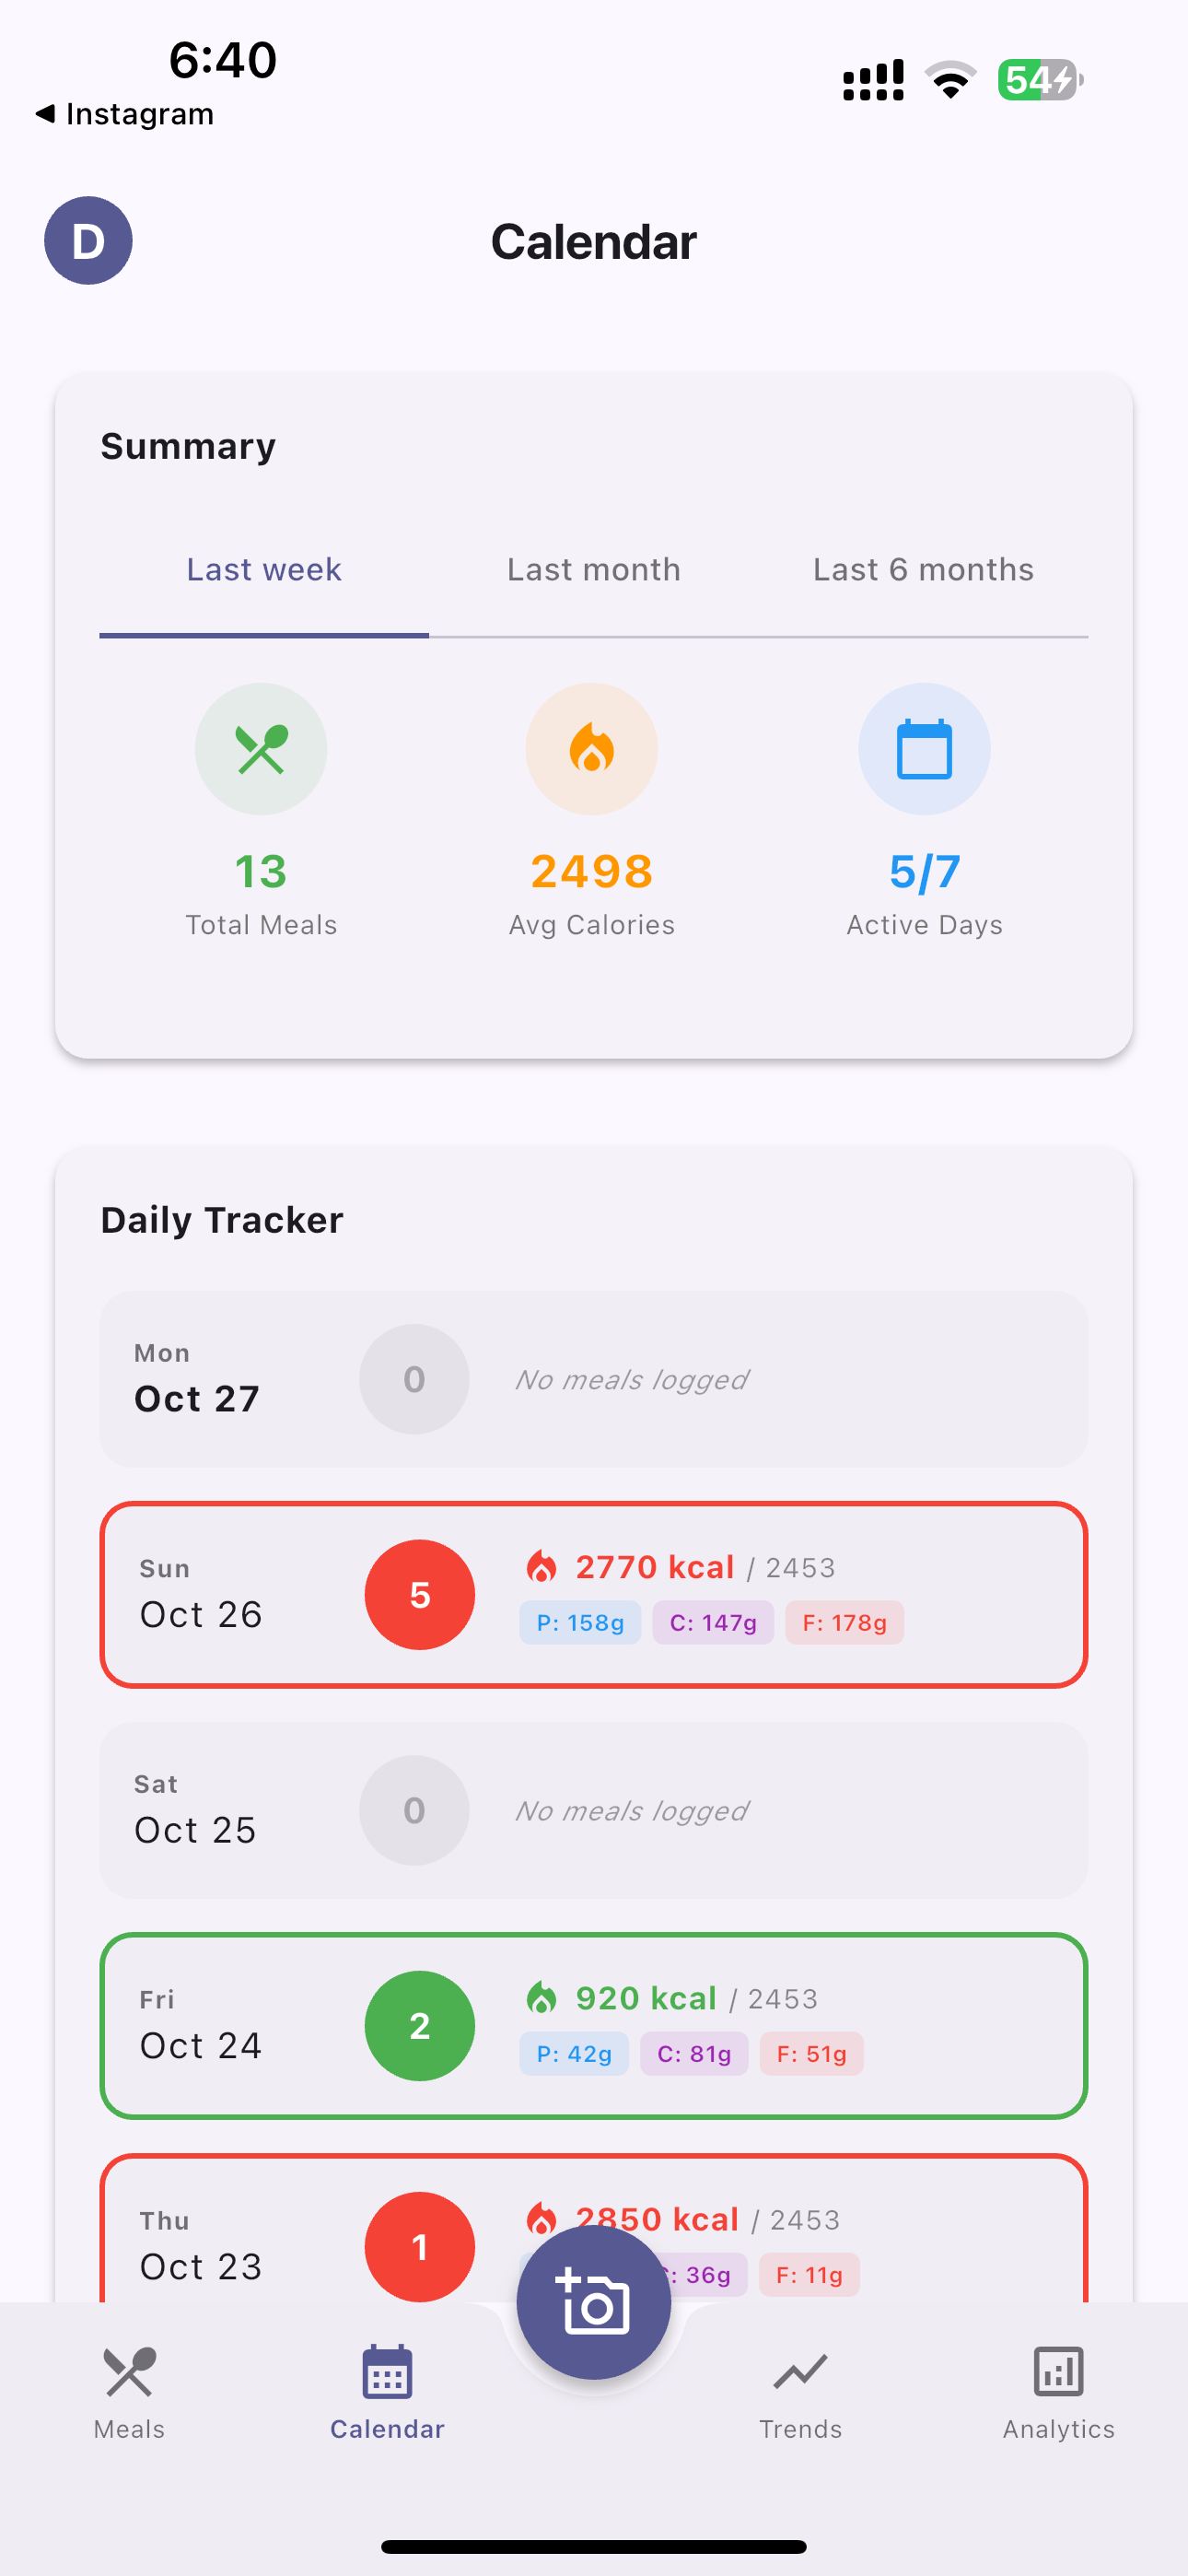 6:40
54
◀ Instagram
D
Calendar
Summary
Last week
Last month
Last 6 months
13
2498
5/7
Total Meals
Avg Calories
Active Days
Daily Tracker
Mon
Oct 27
0
No meals logged
Sun
Oct 26
5
2770 kcal / 2453
P: 158g
C: 147g
F: 178g
Sat
Oct 25
0
No meals logged
Fri
Oct 24
2
920 kcal / 2453
P: 42g
C: 81g
F: 51g
Thu
Oct 23
1
2850 kcal / 2453
: 36g
F: 11g
Meals
Calendar
Trends
Analytics